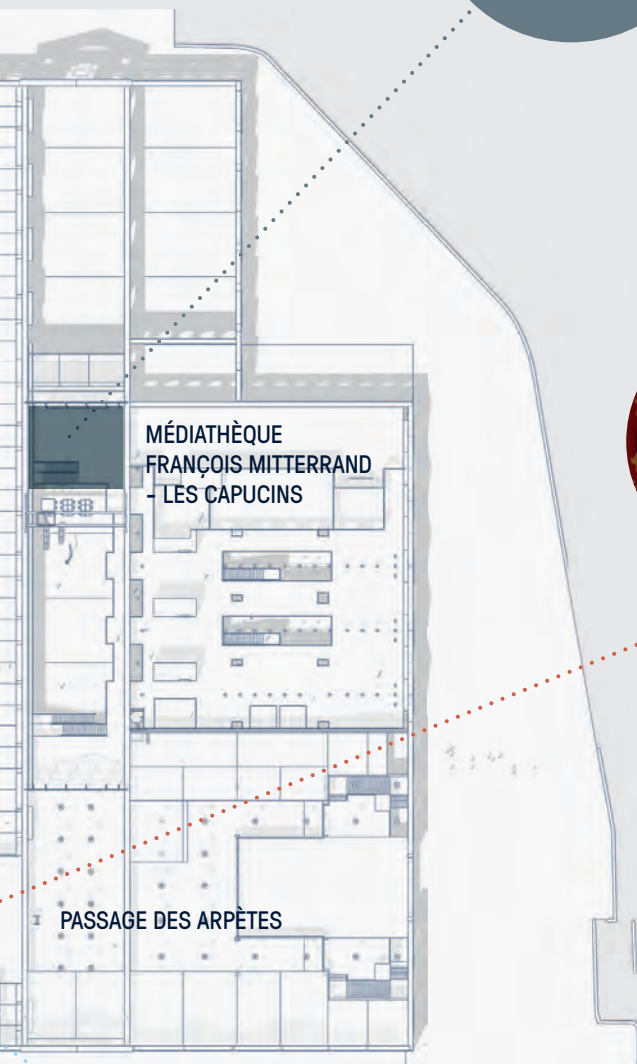 MÉDIATHÈQUE
FRANÇOIS MITTERRAND
- LES CAPUCINS
PASSAGE DES ARPÈTES